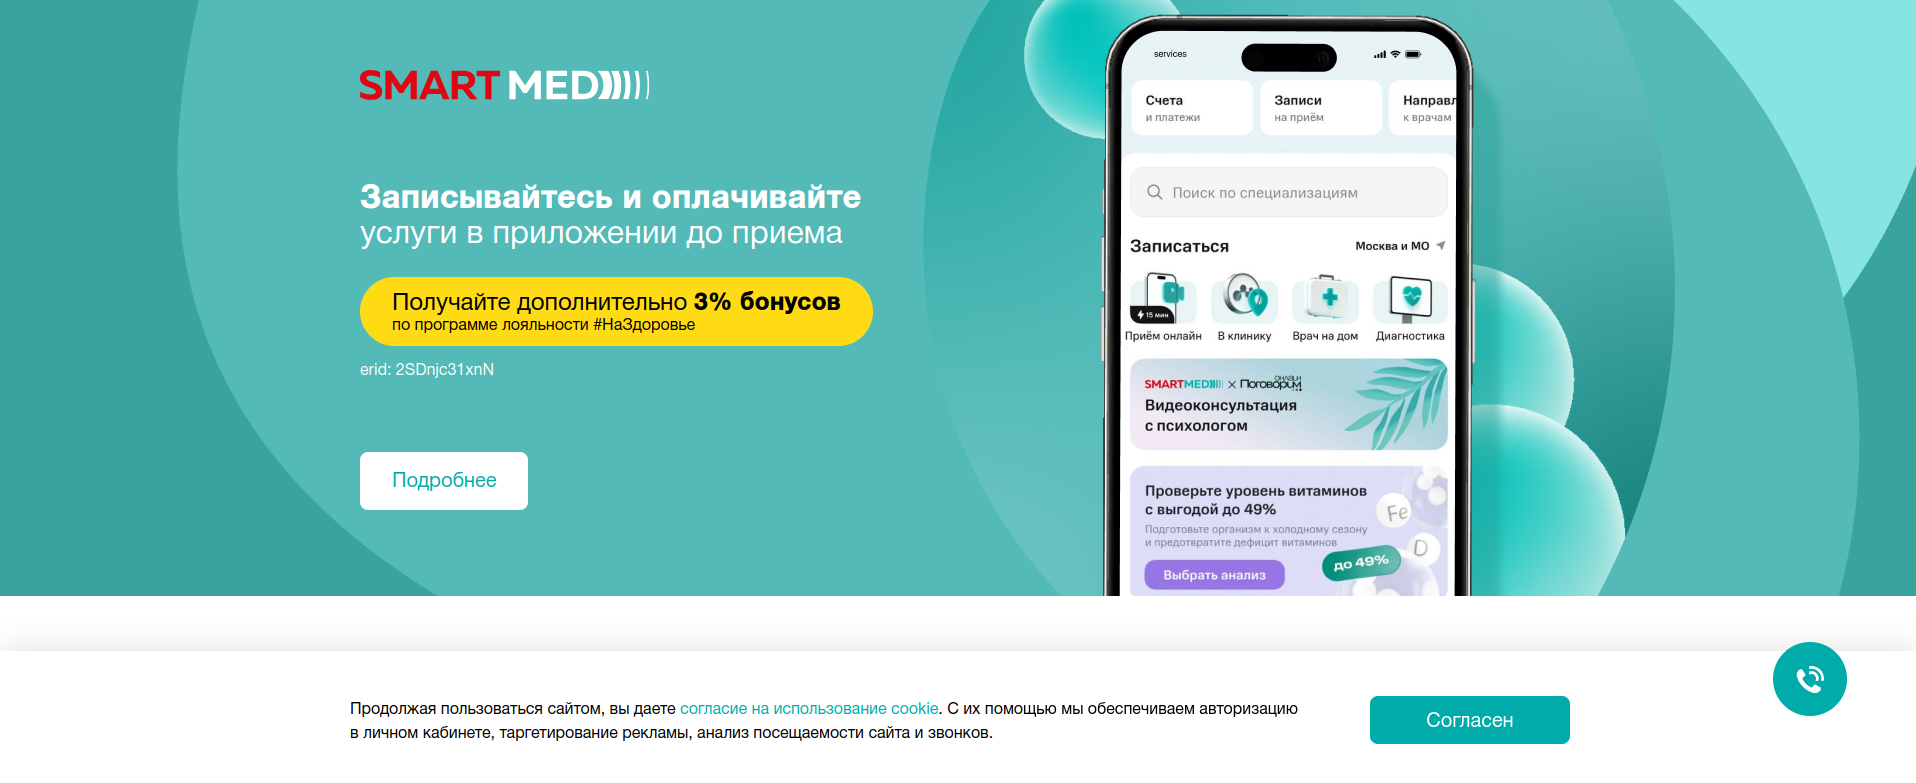 SMART MED
Записывайтесь и оплачивайте
услуги в приложении до приема
Получайте дополнительно 3% бонусов
по программе лояльности #НаЗдоровье
erid: 2SDnjc31xnN
Подробнее
services
Счета
и платежи
Записи
на приём
Направл
к врачам
Поиск по специализациям
Записаться
Москва и МО
15 мин
Приём онлайн
В клинику
Врач на дом
Диагностика
SMARTMED × Поговорим онлайн
Видеоконсультация
с психологом
Проверьте уровень витаминов
с выгодой до 49%
Подготовьте организм к холодному сезону
и предотвратите дефицит витаминов
Fe
D
до 49%
Выбрать анализ
Продолжая пользоваться сайтом, вы даете согласие на использование cookie. С их помощью мы обеспечиваем авторизацию
в личном кабинете, таргетирование рекламы, анализ посещаемости сайта и звонков.
Согласен